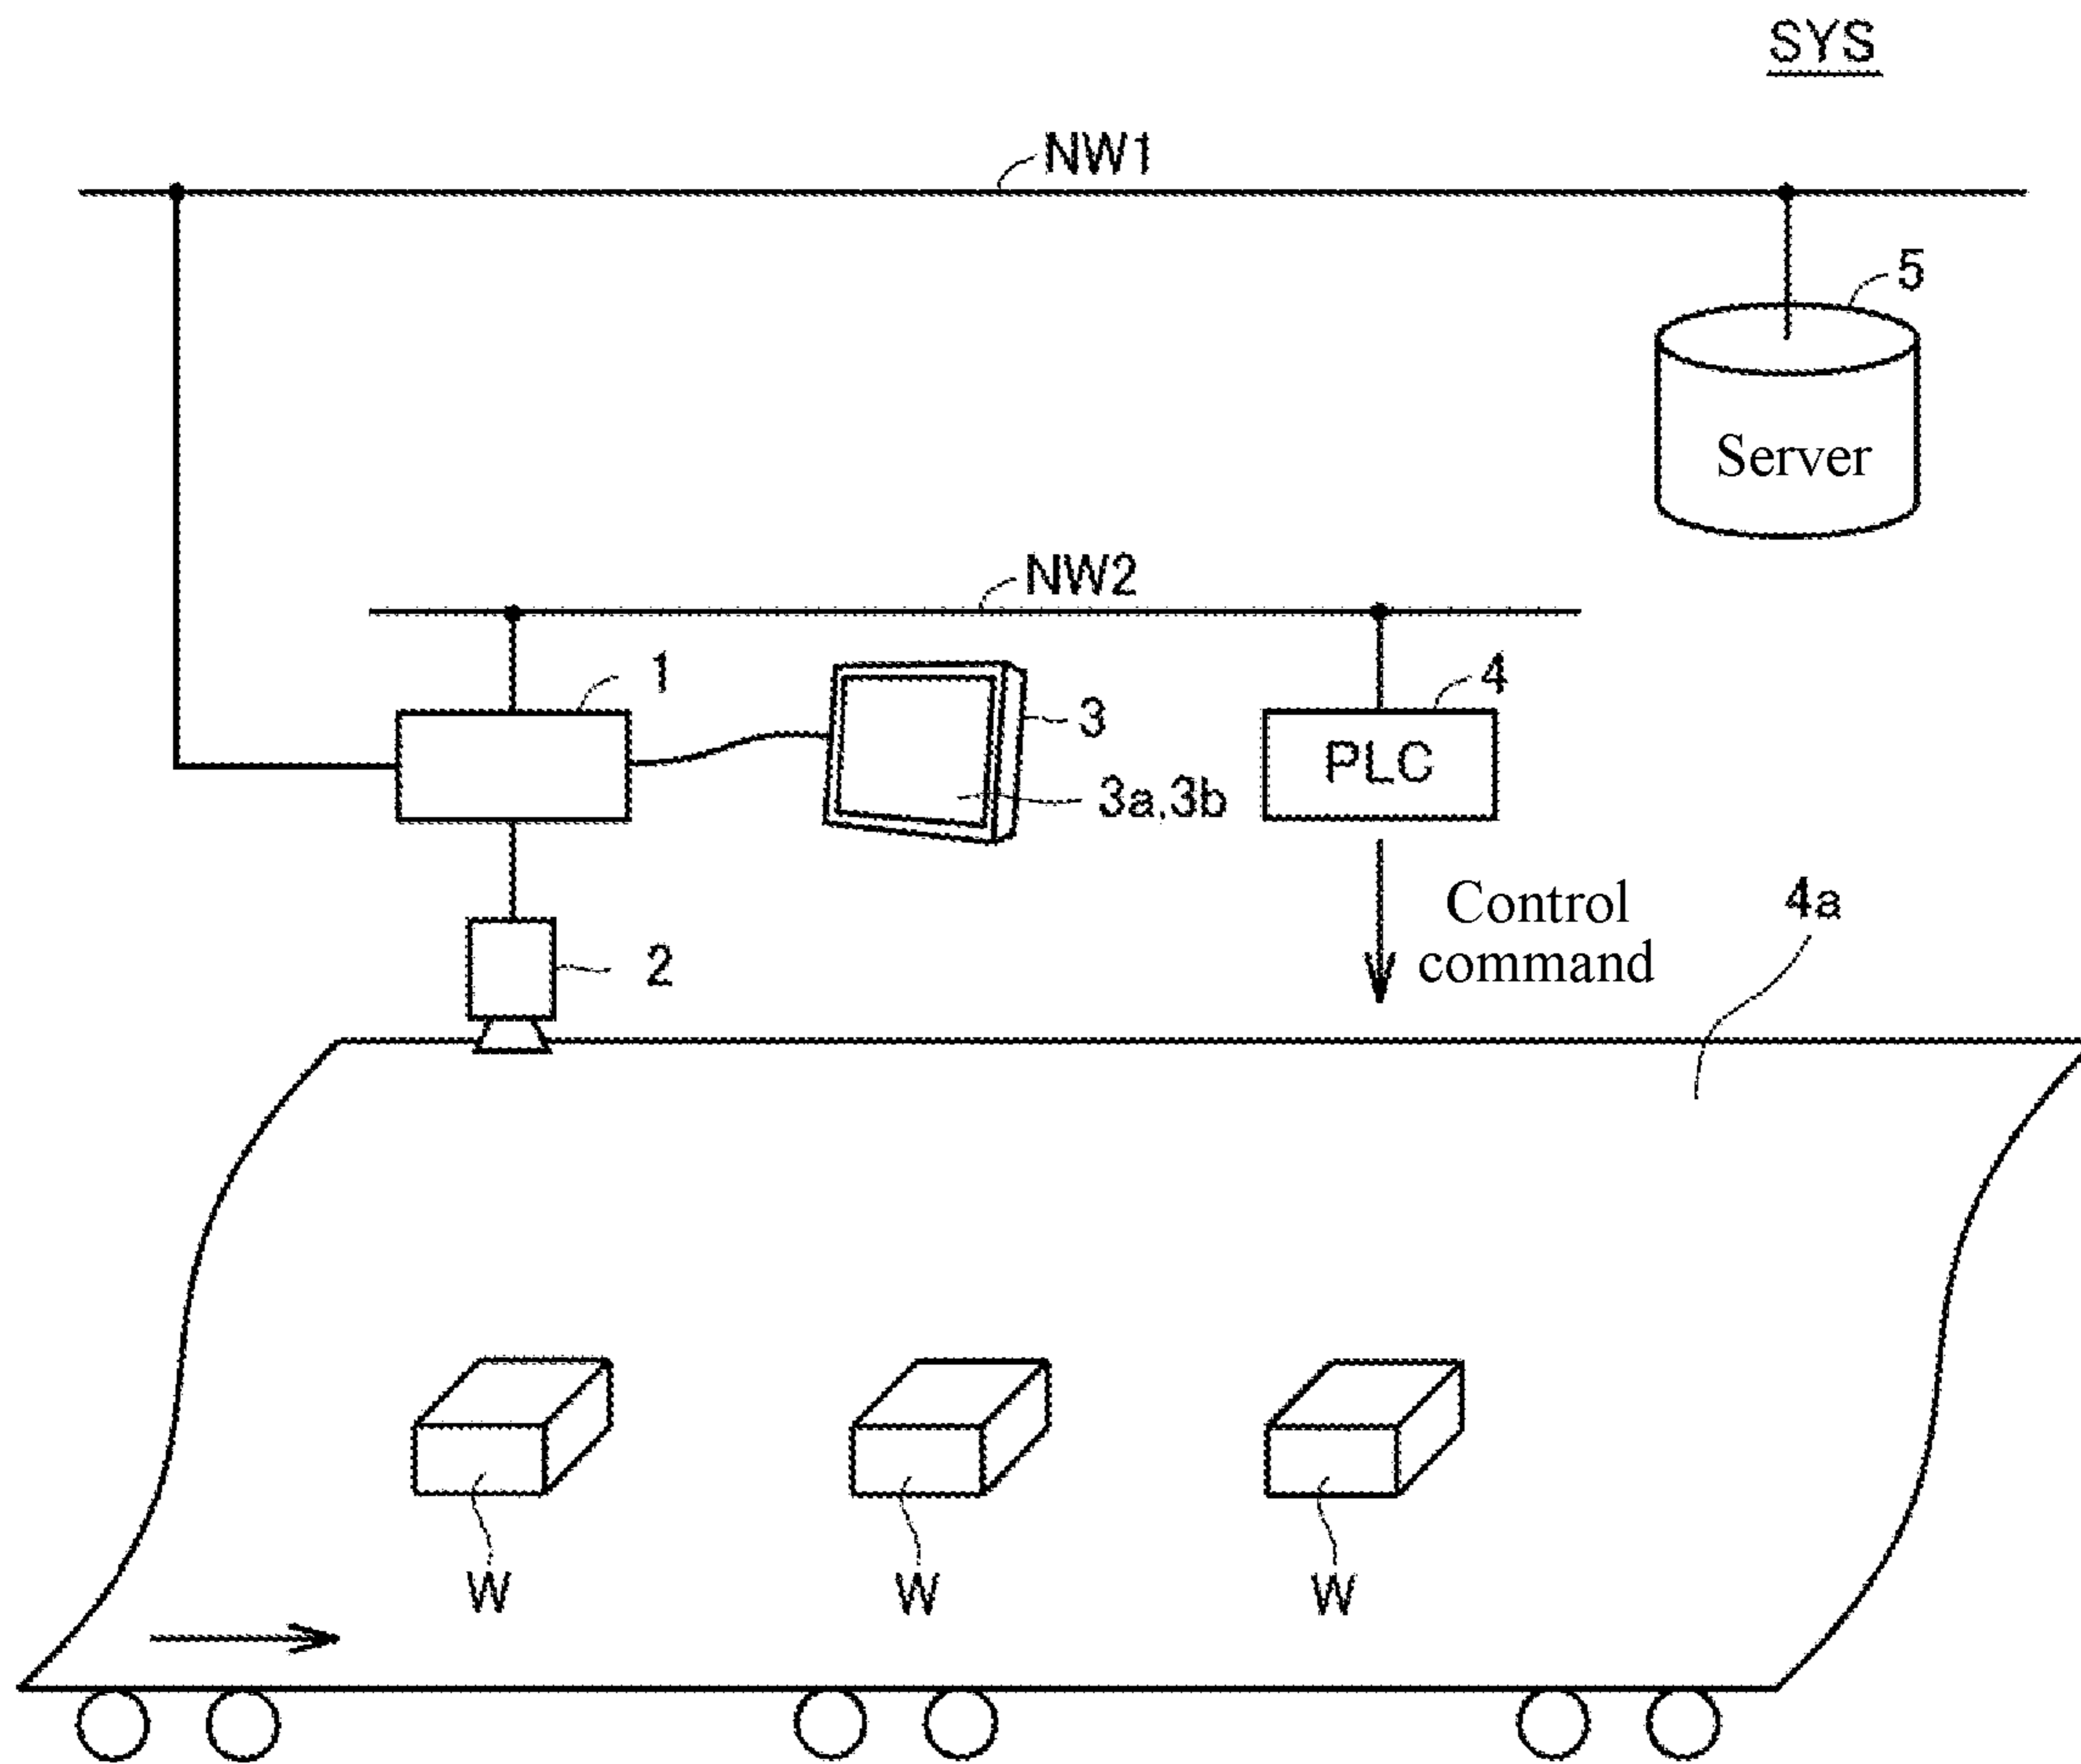 SYS
NW1
5
Server
NW2
1
3
4
PLC
3a,3b
Control
command
4a
2
W
W
W